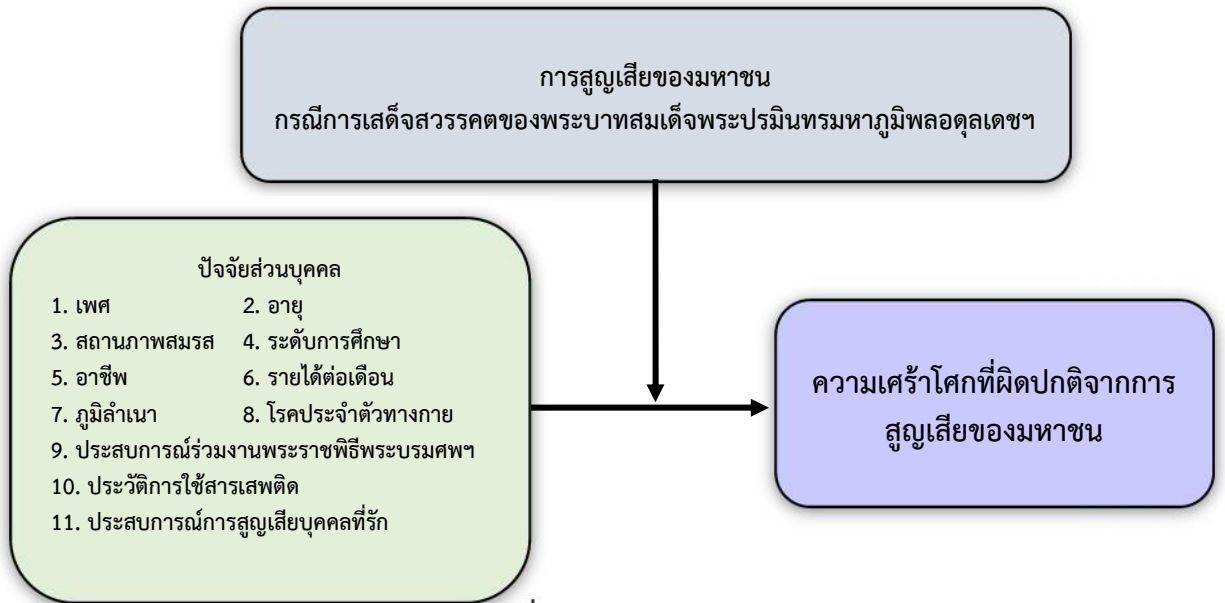 การสูญเสียของมหาชน
กรณีการเสด็จสวรรคตของพระบาทสมเด็จพระปรมินทรมหาภูมิพลอดุลเดชฯ
ปัจจัยส่วนบุคคล
1. เพศ 2. อายุ
3. สถานภาพสมรส 4. ระดับการศึกษา
5. อาชีพ 6. รายได้ต่อเดือน
7. ภูมิลำเนา 8. โรคประจำตัวทางกาย
9. ประสบการณ์ร่วมงานพระราชพิธีพระบรมศพฯ
10. ประวัติการใช้สารเสพติด
11. ประสบการณ์การสูญเสียบุคคลที่รัก
ความเศร้าโศกที่ผิดปกติจากการ
สูญเสียของมหาชน